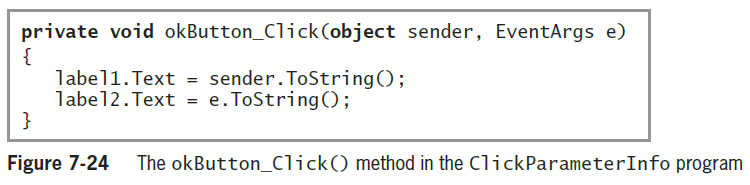 private void okButton_Click(object sender, EventArgs e)
{
label1.Text = sender.ToString();
label2.Text = e.ToString();
}
Figure 7-24 The okButton_Click() method in the ClickParameterInfo program